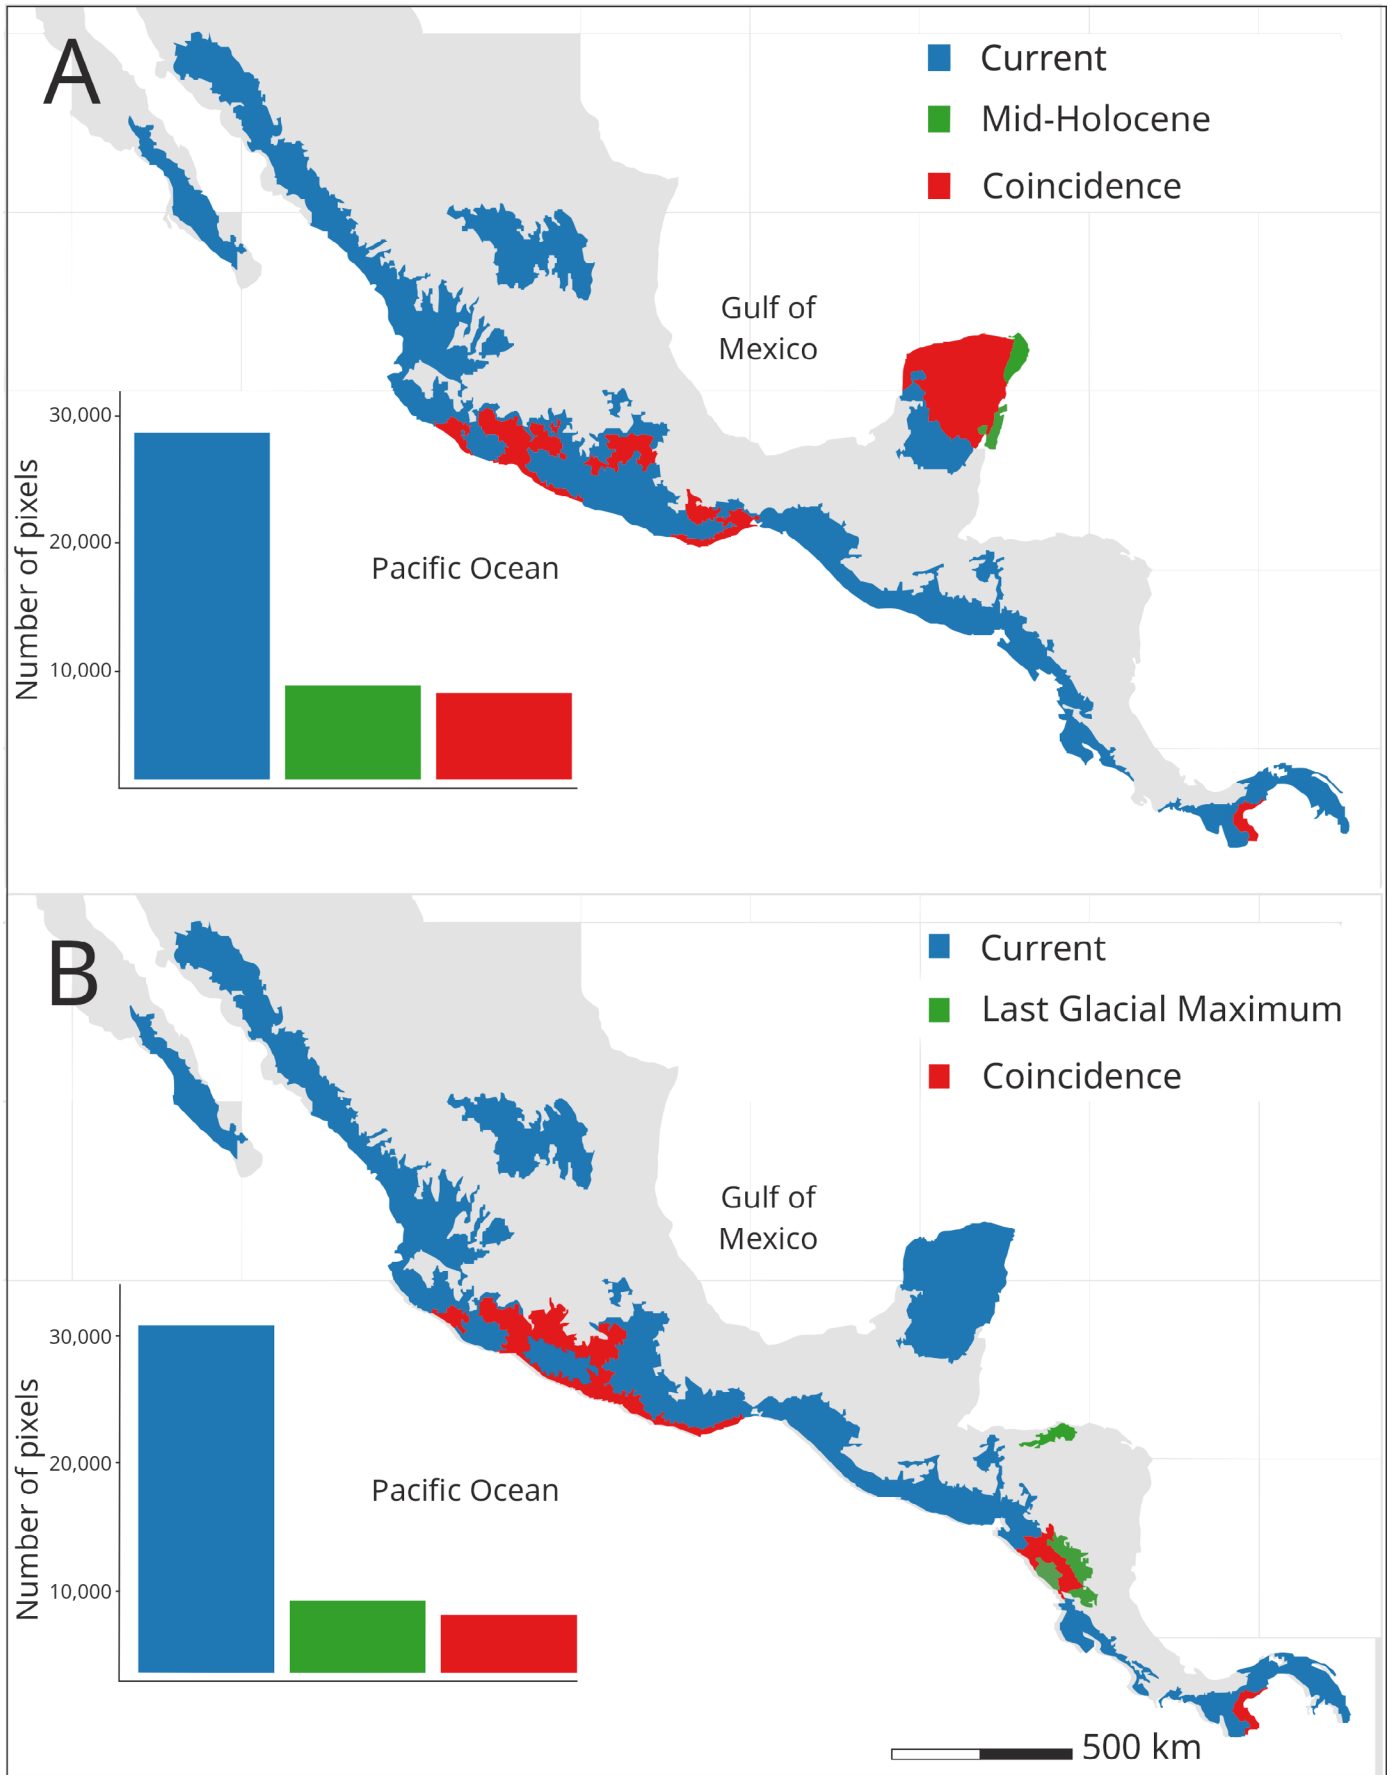 A
Current
Mid-Holocene
Coincidence
Gulf of
Mexico
Number of pixels
30,000
20,000
10,000
Pacific Ocean
B
Current
Last Glacial Maximum
Coincidence
Gulf of
Mexico
Number of pixels
30,000
20,000
10,000
Pacific Ocean
500 km